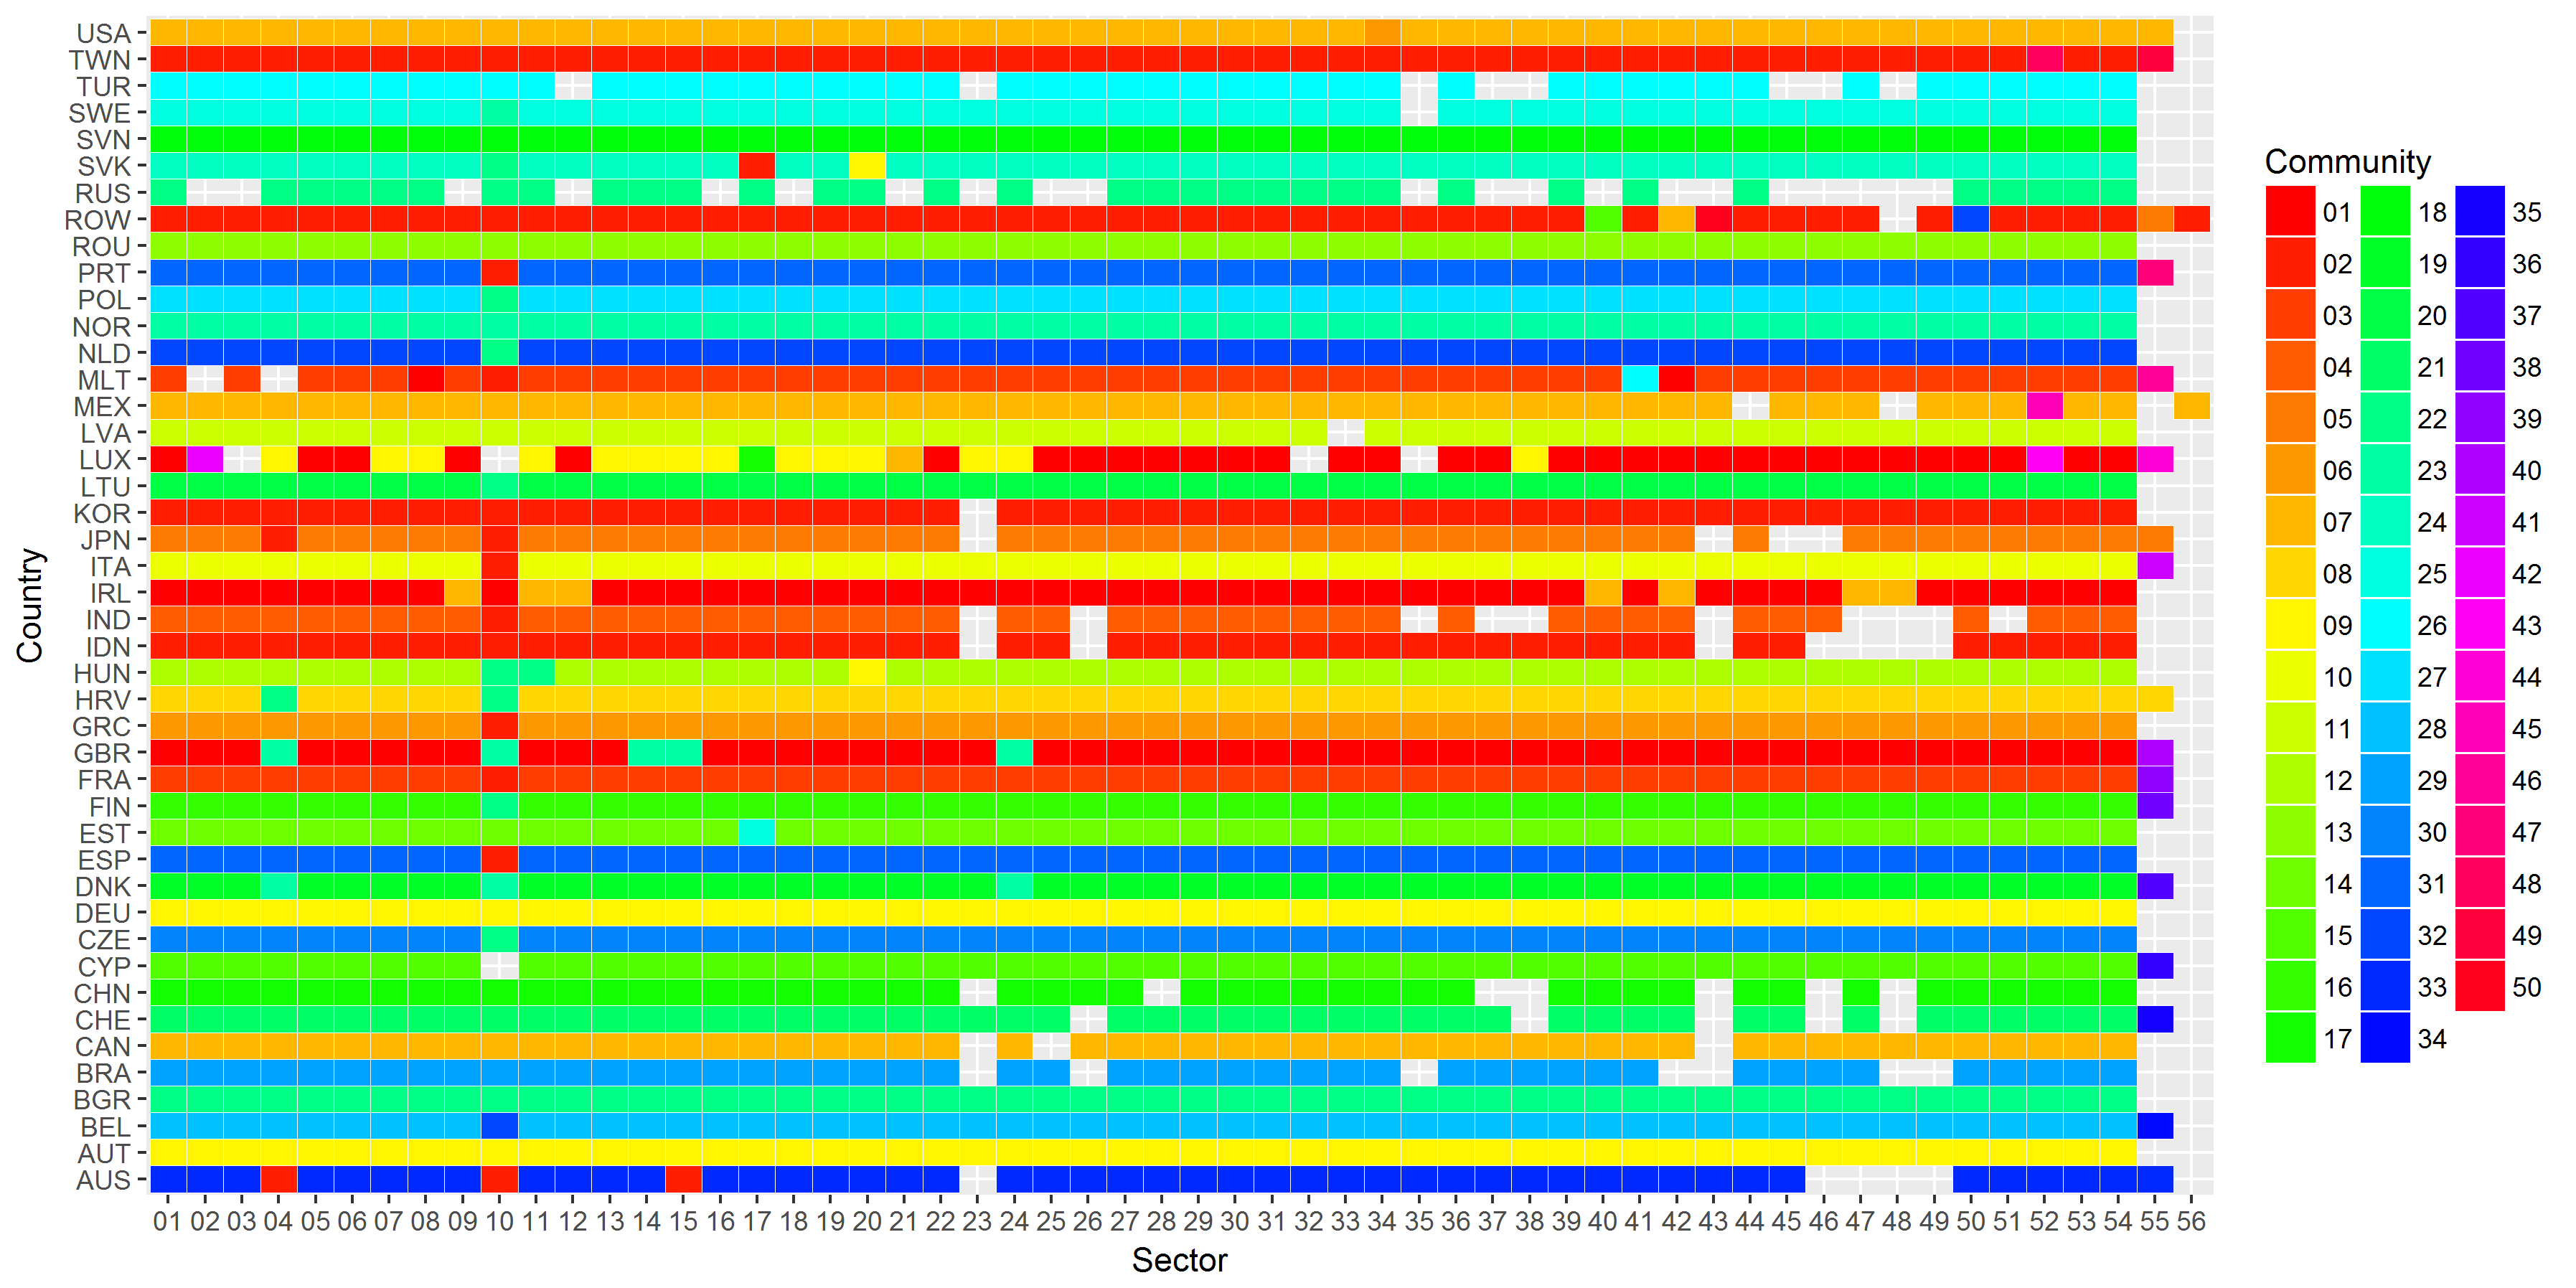 USA
TWN
TUR
SWE
SVN
SVK
RUS
ROW
ROU
PRT
POL
NOR
NLD
MLT
MEX
LVA
LUX
LTU
KOR
JPN
ITA
IRL
IND
IDN
HUN
HRV
GRC
GBR
FRA
FIN
EST
ESP
DNK
DEU
CZE
CYP
CHN
CHE
CAN
BRA
BGR
BEL
AUT
AUS
Country
01 02 03 04 05 06 07 08 09 10 11 12 13 14 15 16 17 18 19 20 21 22 23 24 25 26 27 28 29 30 31 32 33 34 35 36 37 38 39 40 41 42 43 44 45 46 47 48 49 50 51 52 53 54 55 56
Sector
Community
01 18 35
02 19 36
03 20 37
04 21 38
05 22 39
06 23 40
07 24 41
08 25 42
09 26 43
10 27 44
11 28 45
12 29 46
13 30 47
14 31 48
15 32 49
16 33 50
17 34